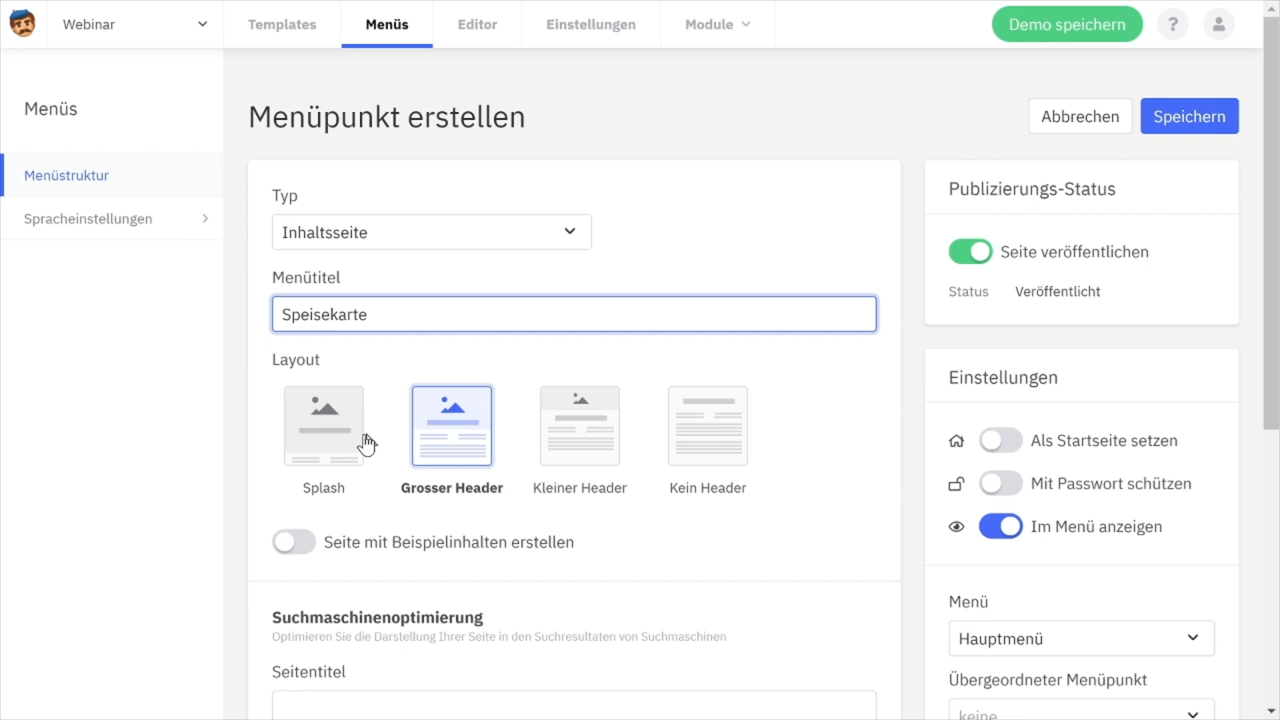 Webinar
Templates
Menüs
Editor
Einstellungen
Module
Demo speichern
?
Menüs
Menüstruktur
Spracheinstellungen
Menüpunkt erstellen
Abbrechen
Speichern
Typ
Inhaltsseite
Menütitel
Speisekarte
Layout
Splash
Grosser Header
Kleiner Header
Kein Header
Seite mit Beispielinhalten erstellen
Suchmaschinenoptimierung
Optimieren Sie die Darstellung Ihrer Seite in den Suchresultaten von Suchmaschinen
Seitentitel
Publizierungs-Status
Seite veröffentlichen
Status Veröffentlicht
Einstellungen
Als Startseite setzen
Mit Passwort schützen
Im Menü anzeigen
Menü
Hauptmenü
Übergeordneter Menüpunkt
keine